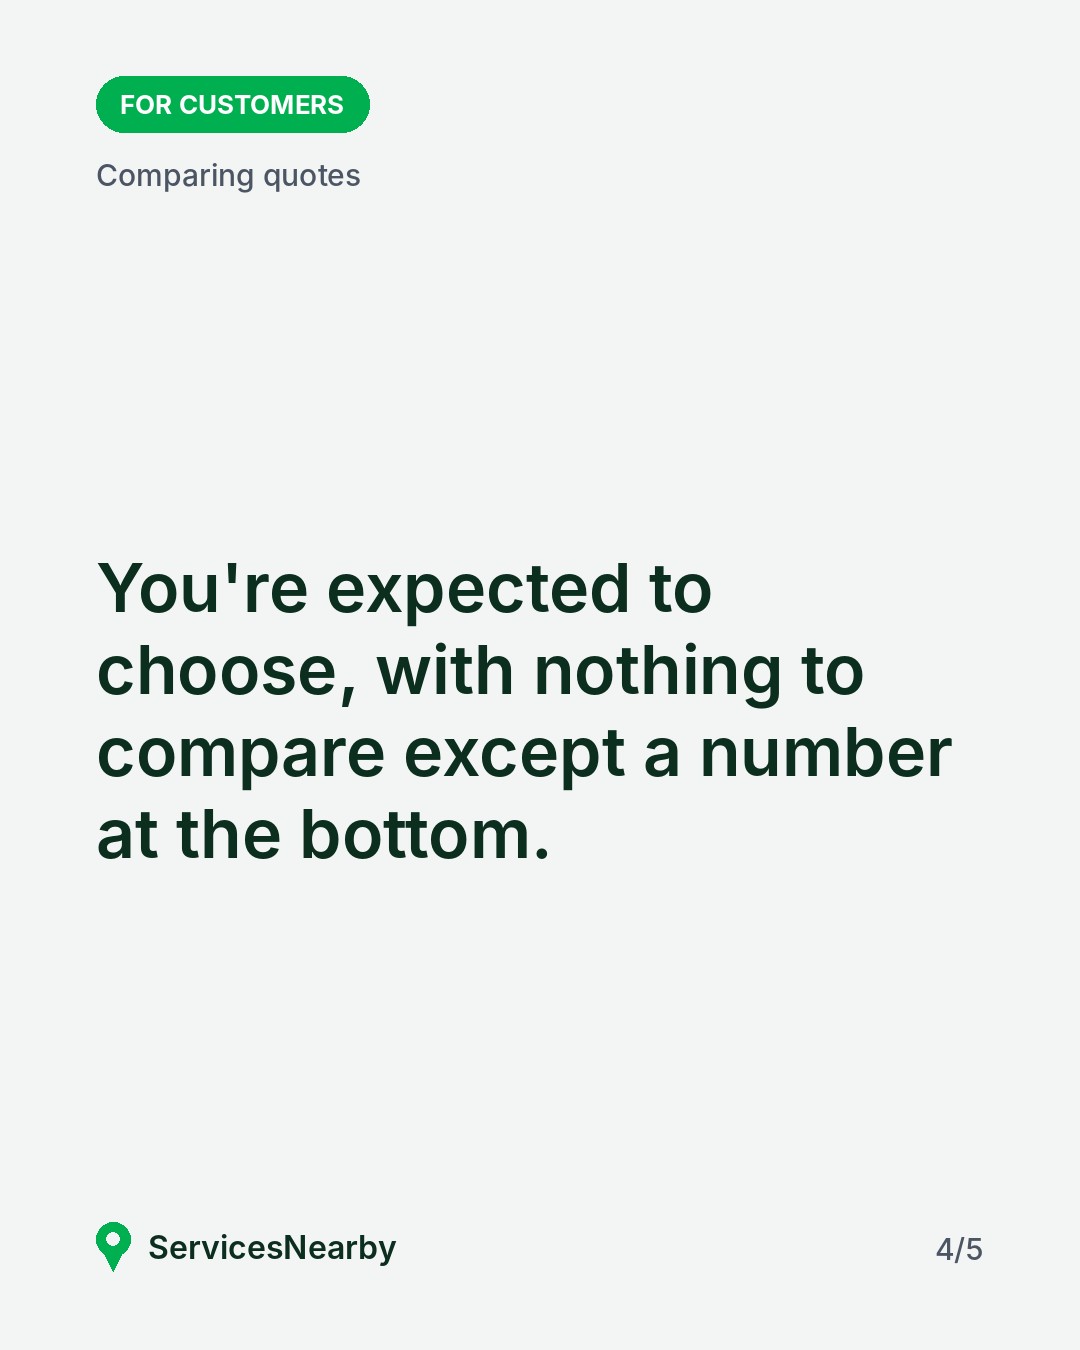 FOR CUSTOMERS
Comparing quotes
You're expected to
choose, with nothing to
compare except a number
at the bottom.
ServicesNearby
4/5